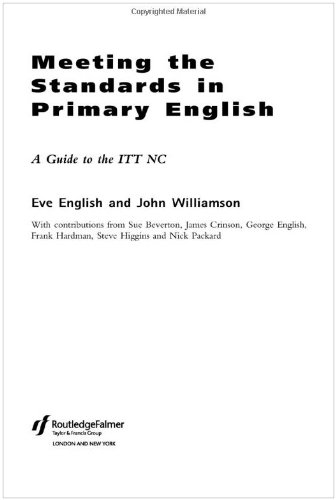 Copyrighted Material
Meeting the
Standards in
Primary English
A Guide to the ITT NC
Eve English and John Williamson
With contributions from Sue Beverton, James Crinson, George English,
Frank Hardman, Steve Higgins and Nick Packard
RoutledgeFalmer
Taylor & Francis Group
LONDON AND NEW YORK